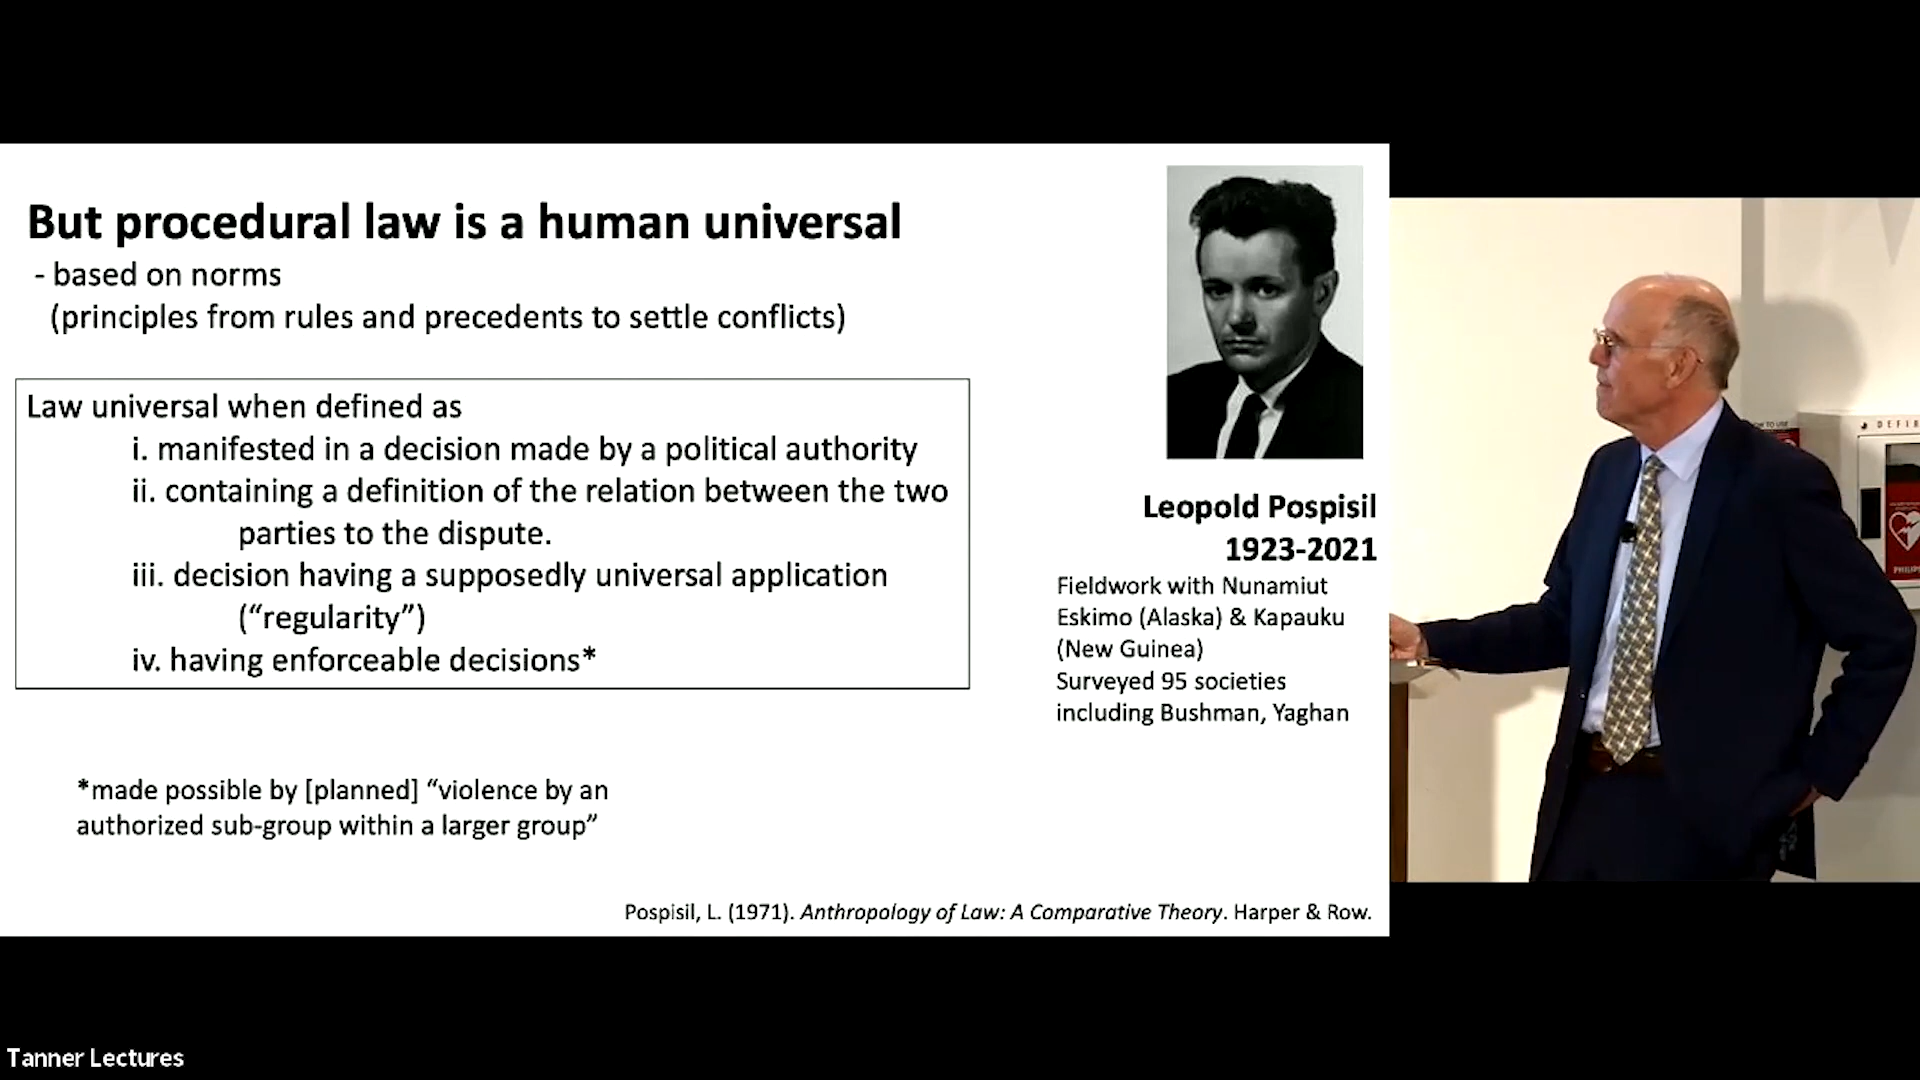 But procedural law is a human universal
- based on norms
(principles from rules and precedents to settle conflicts)
Law universal when defined as
i. manifested in a decision made by a political authority
ii. containing a definition of the relation between the two
parties to the dispute.
iii. decision having a supposedly universal application
(“regularity”)
iv. having enforceable decisions*
*made possible by [planned] “violence by an
authorized sub-group within a larger group”
Leopold Pospisil
1923-2021
Fieldwork with Nunamiut
Eskimo (Alaska) & Kapauku
(New Guinea)
Surveyed 95 societies
including Bushman, Yaghan
Pospisil, L. (1971). Anthropology of Law: A Comparative Theory. Harper & Row.
TO USE
DEFI
PHILIP
Tanner Lectures